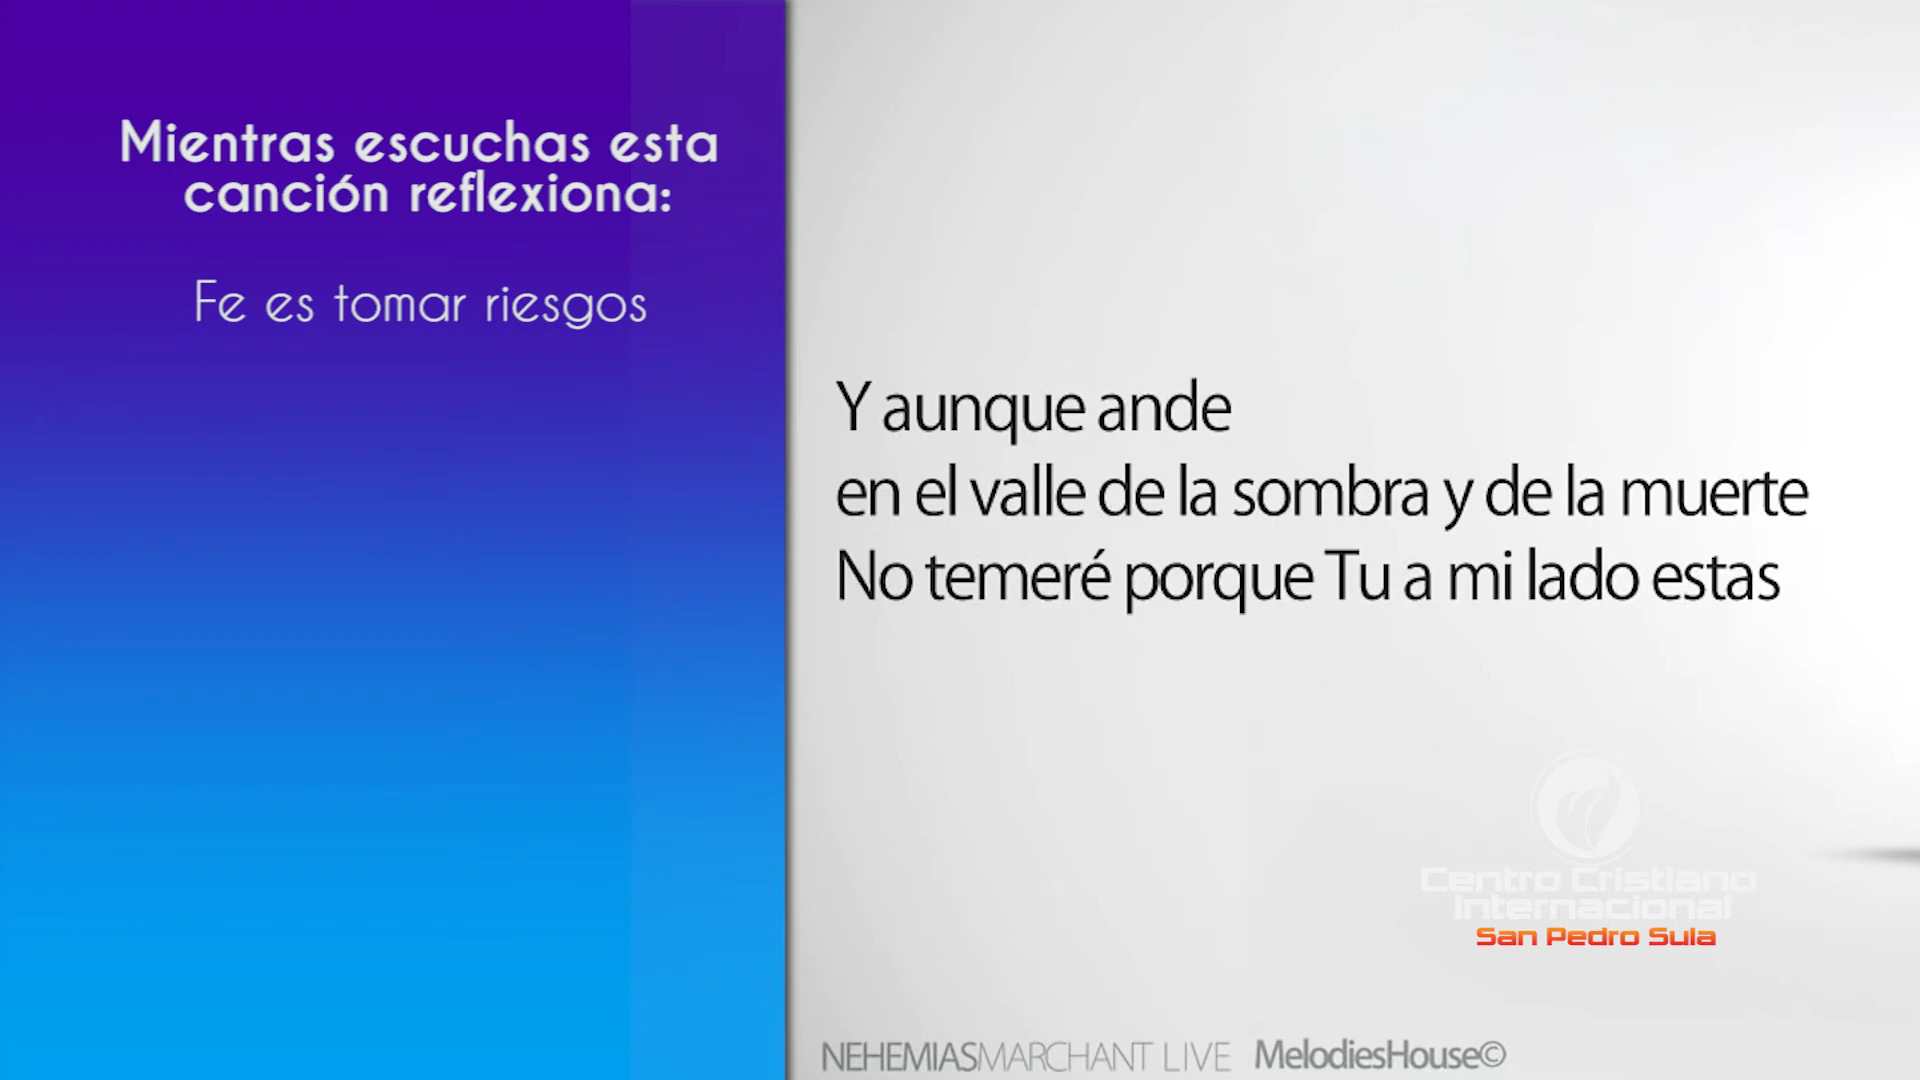 Mientras escuchas esta
canción reflexiona:
Fe es tomar riesgos
Y aunque ande
en el valle de la sombra y de la muerte
No temeré porque Tu a mi lado estas
Centro Cristiano
Internacional
San Pedro Sula
NEHEMIASMARCHANT LIVE MelodiesHouse©